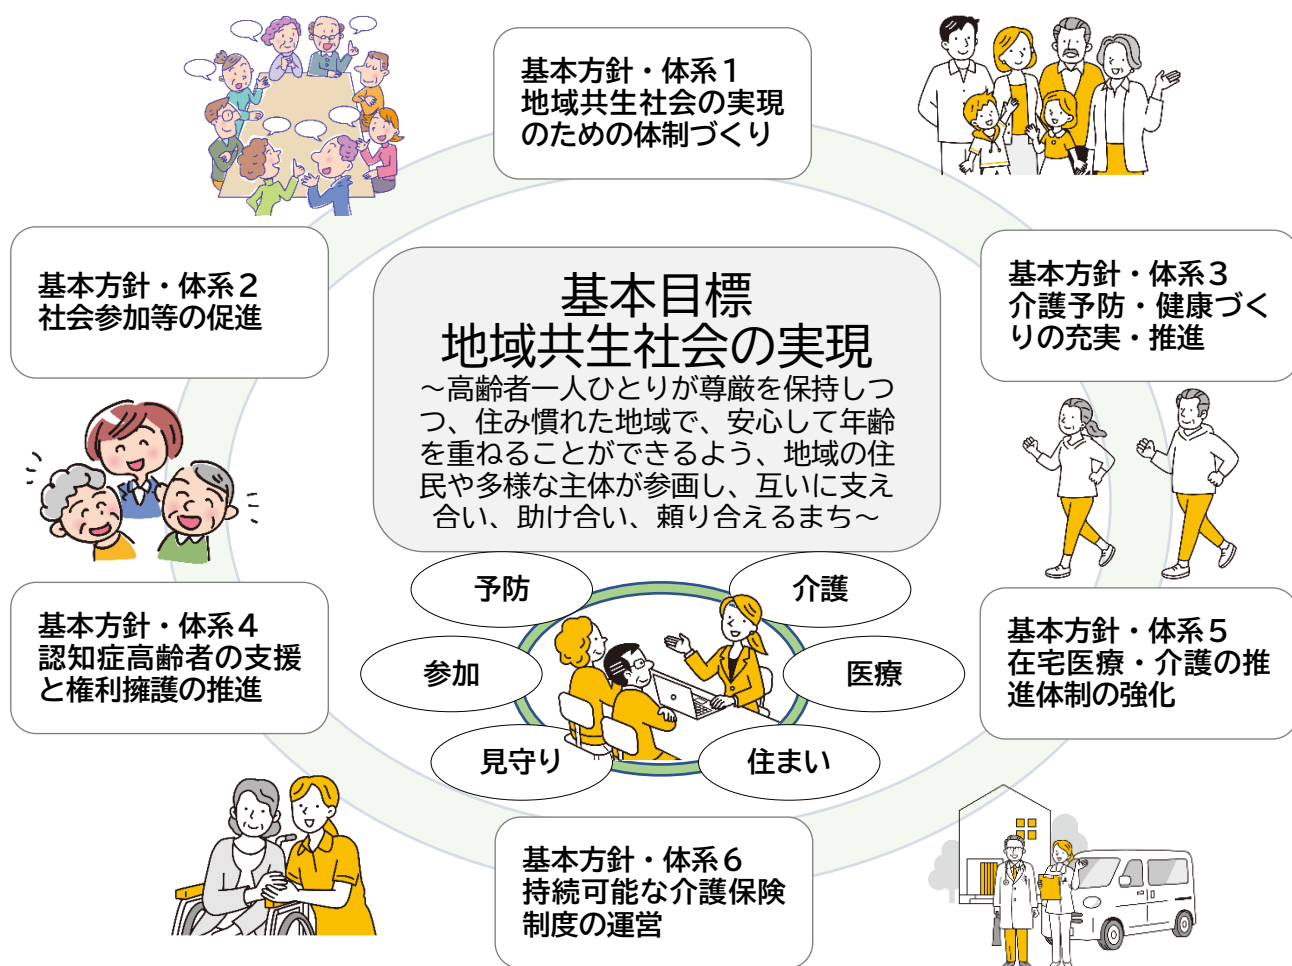 基本方針・体系１
地域共生社会の実現
のための体制づくり
基本方針・体系２
社会参加等の促進
基本目標
地域共生社会の実現
～高齢者一人ひとりが尊厳を保持しつ
つ、住み慣れた地域で、安心して年齢
を重ねることができるよう、地域の住
民や多様な主体が参画し、互いに支え
合い、助け合い、頼り合えるまち～
基本方針・体系３
介護予防・健康づく
りの充実・推進
予防
介護
参加
医療
見守り
住まい
基本方針・体系４
認知症高齢者の支援
と権利擁護の推進
基本方針・体系５
在宅医療・介護の推
進体制の強化
基本方針・体系６
持続可能な介護保険
制度の運営